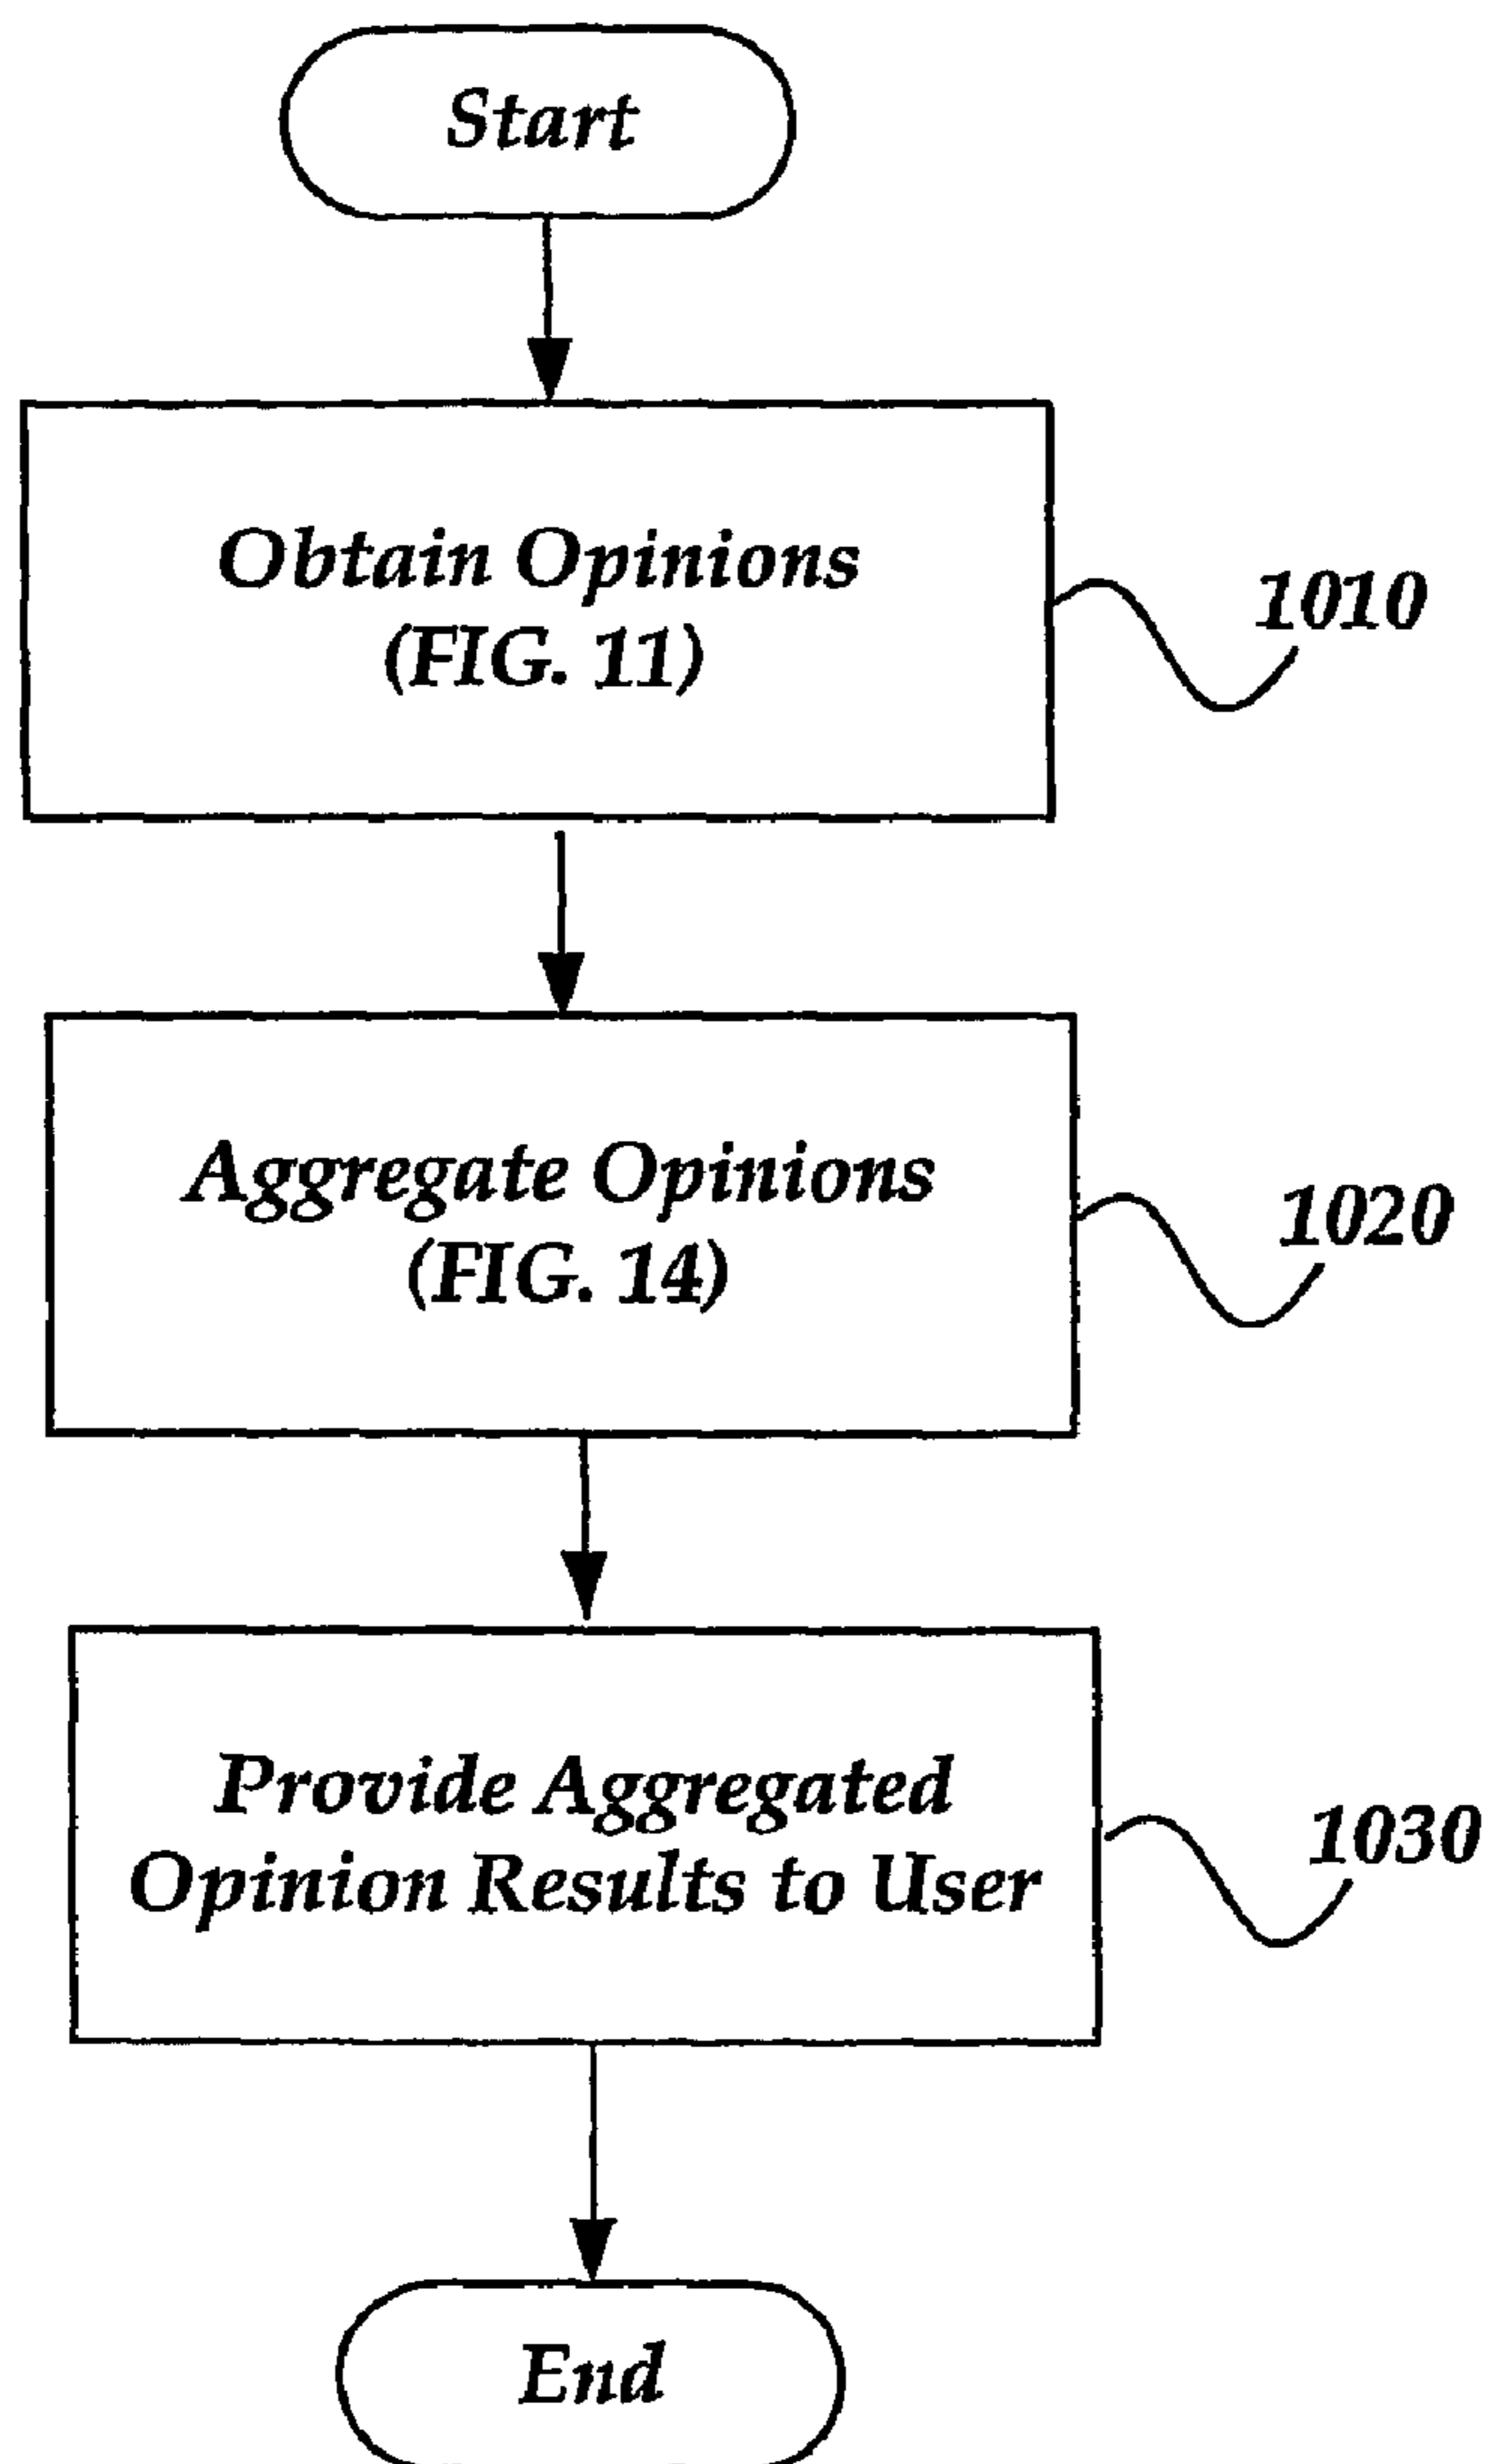 Start
Obtain Opinions
(FIG. 11)
1010
Aggregate Opinions
(FIG. 14)
1020
Provide Aggregated
Opinion Results to User
1030
End